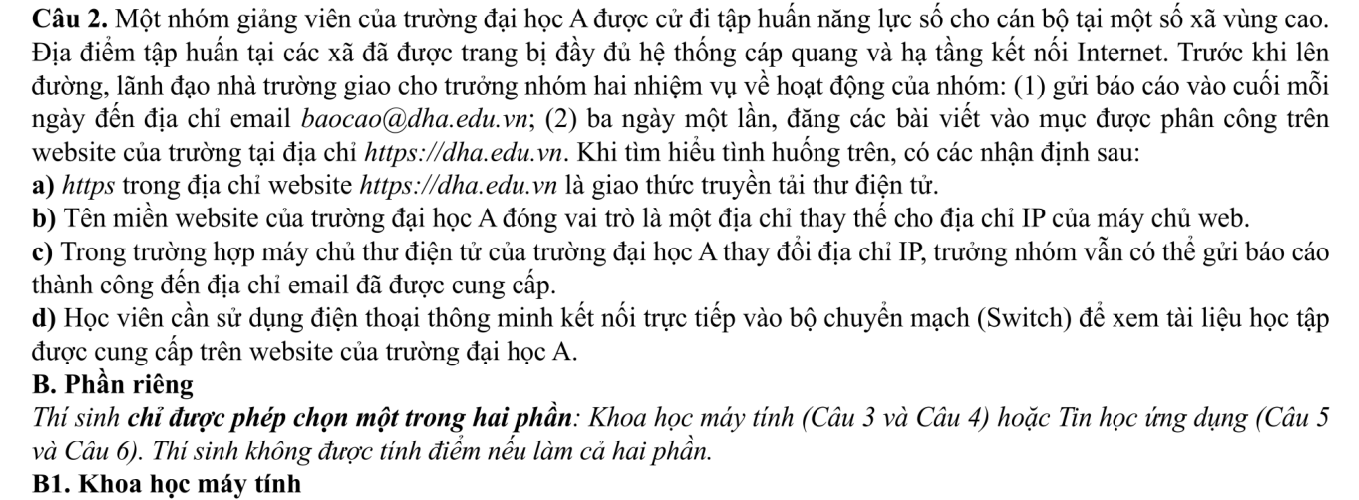 Câu 2. Một nhóm giảng viên của trường đại học A được cử đi tập huấn năng lực số cho cán bộ tại một số xã vùng cao.
Địa điểm tập huấn tại các xã đã được trang bị đầy đủ hệ thống cáp quang và hạ tầng kết nối Internet. Trước khi lên
đường, lãnh đạo nhà trường giao cho trưởng nhóm hai nhiệm vụ về hoạt động của nhóm: (1) gửi báo cáo vào cuối mỗi
ngày đến địa chỉ email baocao@dha.edu.vn; (2) ba ngày một lần, đăng các bài viết vào mục được phân công trên
website của trường tại địa chỉ https://dha.edu.vn. Khi tìm hiểu tình huống trên, có các nhận định sau:
a) https trong địa chỉ website https://dha.edu.vn là giao thức truyền tải thư điện tử.
b) Tên miền website của trường đại học A đóng vai trò là một địa chỉ thay thế cho địa chỉ IP của máy chủ web.
c) Trong trường hợp máy chủ thư điện tử của trường đại học A thay đổi địa chỉ IP, trưởng nhóm vẫn có thể gửi báo cáo
thành công đến địa chỉ email đã được cung cấp.
d) Học viên cần sử dụng điện thoại thông minh kết nối trực tiếp vào bộ chuyển mạch (Switch) để xem tài liệu học tập
được cung cấp trên website của trường đại học A.
B. Phần riêng
Thí sinh chỉ được phép chọn một trong hai phần: Khoa học máy tính (Câu 3 và Câu 4) hoặc Tin học ứng dụng (Câu 5
và Câu 6). Thí sinh không được tính điểm nếu làm cả hai phần.
B1. Khoa học máy tính